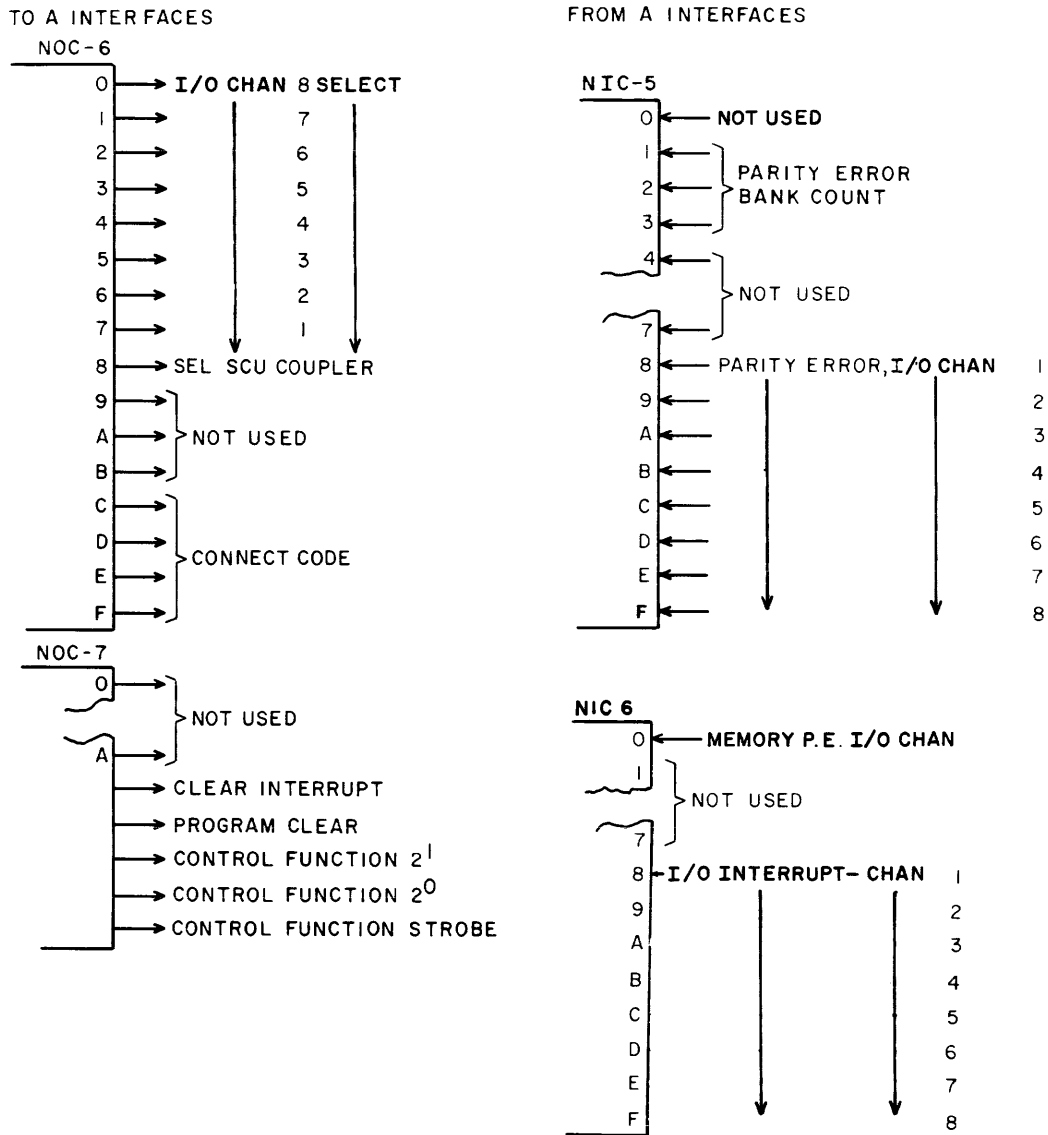 TO A INTERFACES
NOC-6
0 I/O CHAN 8 SELECT
1 7
2 6
3 5
4 4
5 3
6 2
7 1
8 SEL SCU COUPLER
9
A NOT USED
B
C
D
CONNECT CODE
E
F
NOC-7
0
NOT USED
A
CLEAR INTERRUPT
PROGRAM CLEAR
CONTROL FUNCTION 2^1
CONTROL FUNCTION 2^0
CONTROL FUNCTION STROBE
FROM A INTERFACES
NIC-5
0 NOT USED
1
PARITY ERROR
2
BANK COUNT
3
4
NOT USED
7
8 PARITY ERROR, I/O CHAN 1
9 2
A 3
B 4
C 5
D 6
E 7
F 8
NIC 6
0 MEMORY P.E. I/O CHAN
1
NOT USED
7
8 I/O INTERRUPT- CHAN 1
9 2
A 3
B 4
C 5
D 6
E 7
F 8